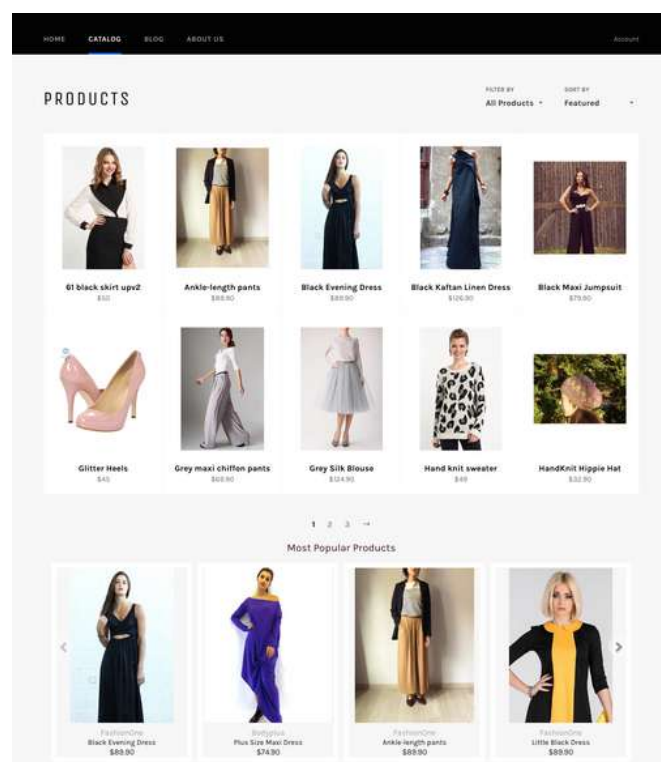 HOME CATALOG BLOG ABOUT US Account
PRODUCTS
FILTER BY SORT BY
All Products Featured
61 black skirt upv2 Ankle-length pants Black Evening Dress Black Kaftan Linen Dress Black Maxi Jumpsuit
$50 $89.90 $89.90 $126.90 $79.90
Glitter Heels Grey maxi chiffon pants Grey Silk Blouse Hand knit sweater HandKnit Hippie Hat
$45 $69.90 $124.90 $49 $32.90
1 2 3 →
Most Popular Products
FashionOne Bodyplus FashionOne FashionOne
Black Evening Dress Plus Size Maxi Dress Ankle-length pants Little Black Dress
$89.90 $74.90 $89.90 $89.90